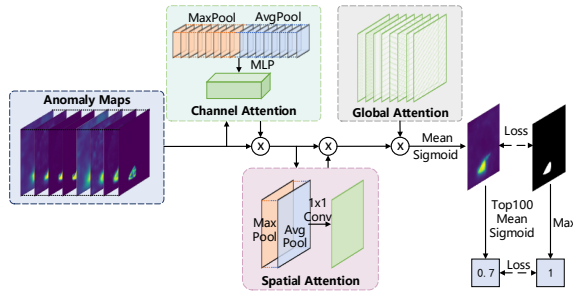 MaxPool
AvgPool
MLP
Channel Attention
Global Attention
Anomaly Maps
X
X
X
Mean
Sigmoid
Loss
Max
Pool
Avg
Pool
1x1
Conv
Spatial Attention
Top100
Mean
Sigmoid
Max
0.7
Loss
1